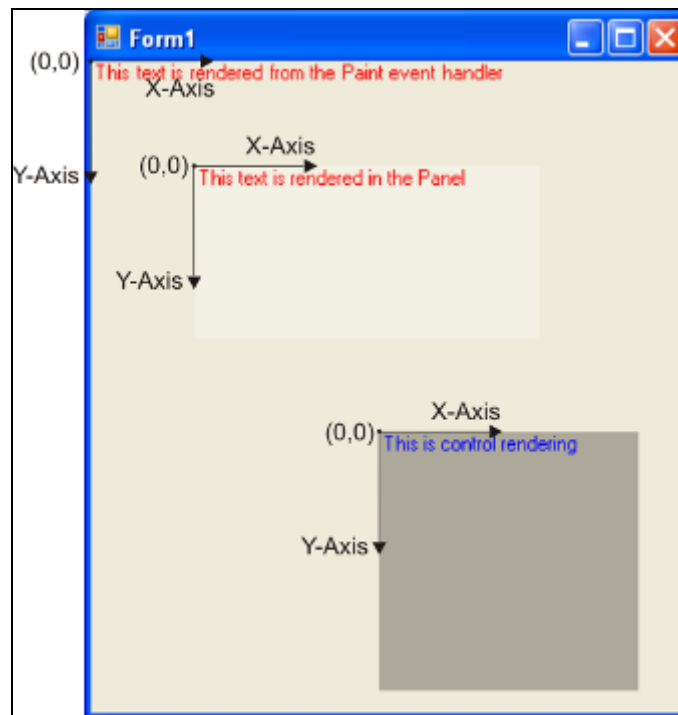 Form1
(0,0)
This text is rendered from the Paint event handler
X-Axis
Y-Axis
X-Axis
(0,0)
This text is rendered in the Panel
Y-Axis
X-Axis
(0,0)
This is control rendering
Y-Axis